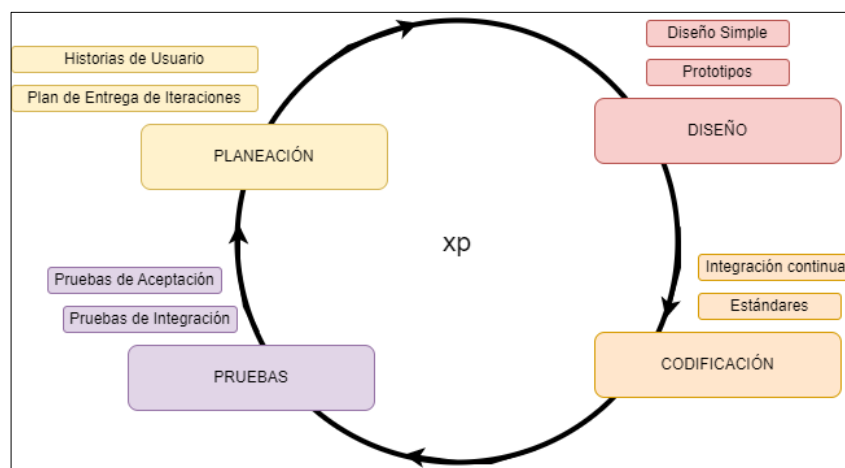 Historias de Usuario
Plan de Entrega de Iteraciones
PLANEACIÓN
Diseño Simple
Prototipos
DISEÑO
xp
Integración continua
Estándares
CODIFICACIÓN
Pruebas de Aceptación
Pruebas de Integración
PRUEBAS